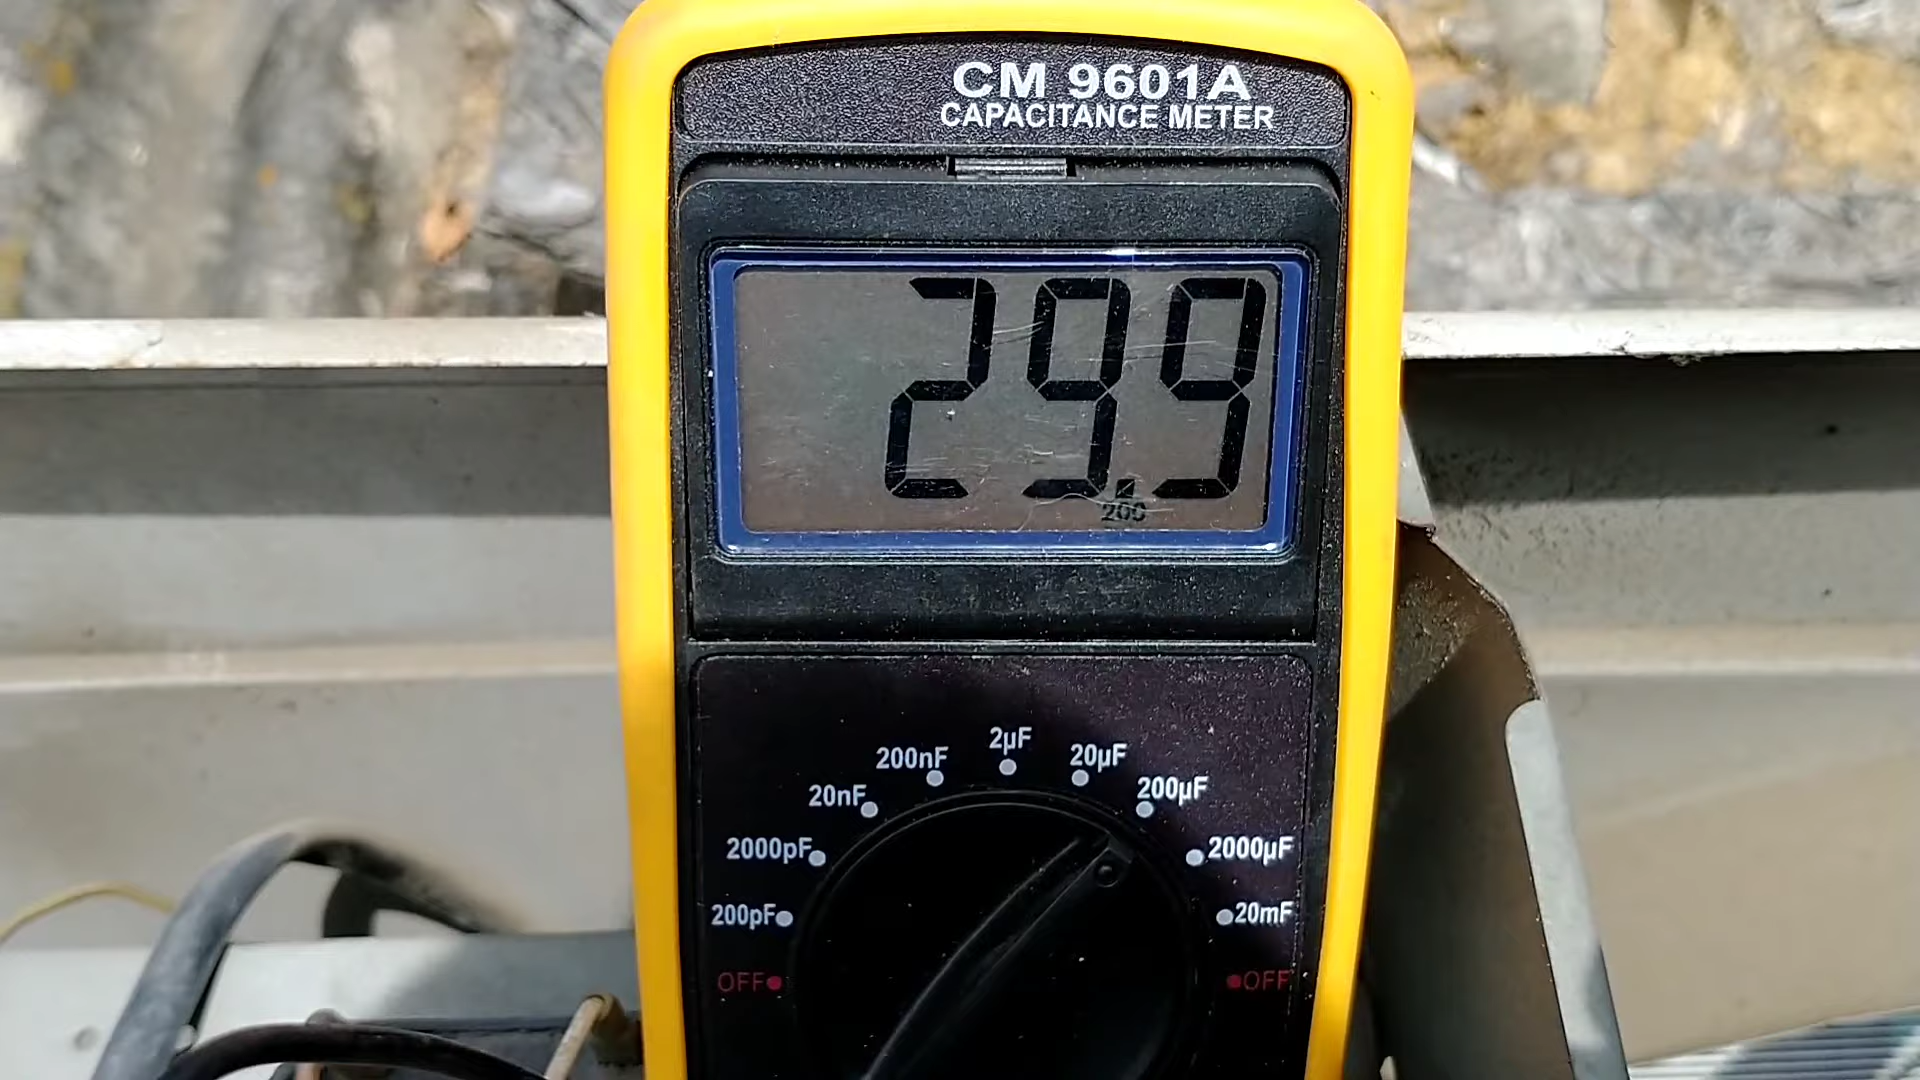 CM 9601A
CAPACITANCE METER
29.9
200
2µF
200nF
20µF
20nF
200µF
2000pF
2000µF
200pF
20mF
OFF
OFF